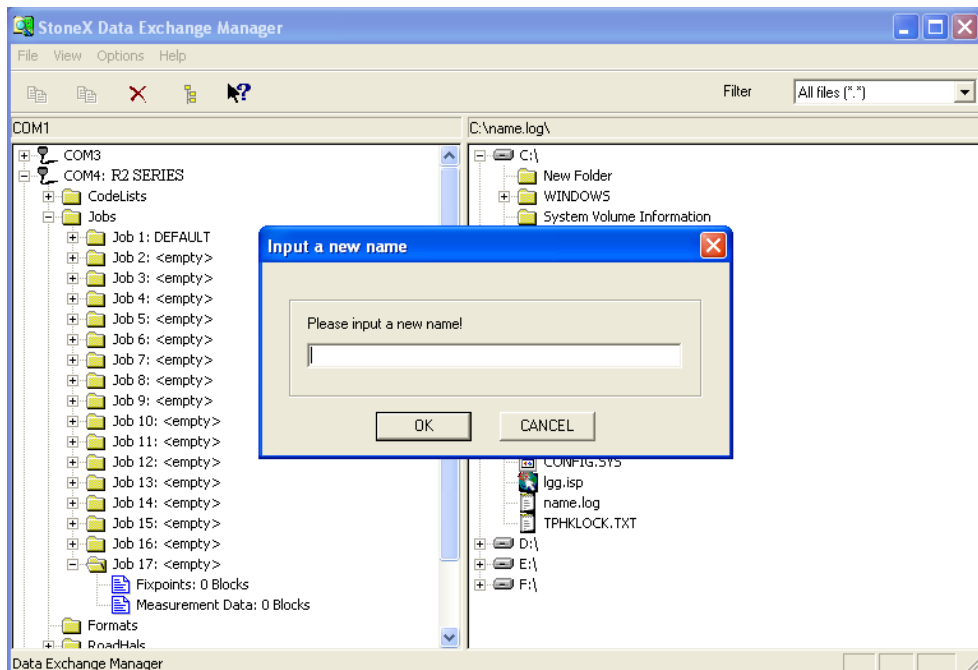 StoneX Data Exchange Manager
File View Options Help
Filter All files (*.*)
COM1
COM3
COM4: R2 SERIES
CodeLists
Jobs
Job 1: DEFAULT
Job 2: <empty>
Job 3: <empty>
Job 4: <empty>
Job 5: <empty>
Job 6: <empty>
Job 7: <empty>
Job 8: <empty>
Job 9: <empty>
Job 10: <empty>
Job 11: <empty>
Job 12: <empty>
Job 13: <empty>
Job 14: <empty>
Job 15: <empty>
Job 16: <empty>
Job 17: <empty>
Fixpoints: 0 Blocks
Measurement Data: 0 Blocks
Formats
RoadHals
C:\name.log\
C:\
New Folder
WINDOWS
System Volume Information
CONFIG.SYS
lgg.isp
name.log
TPHKLOCK.TXT
D:\
E:\
F:\
Input a new name
Please input a new name!
OK CANCEL
Data Exchange Manager